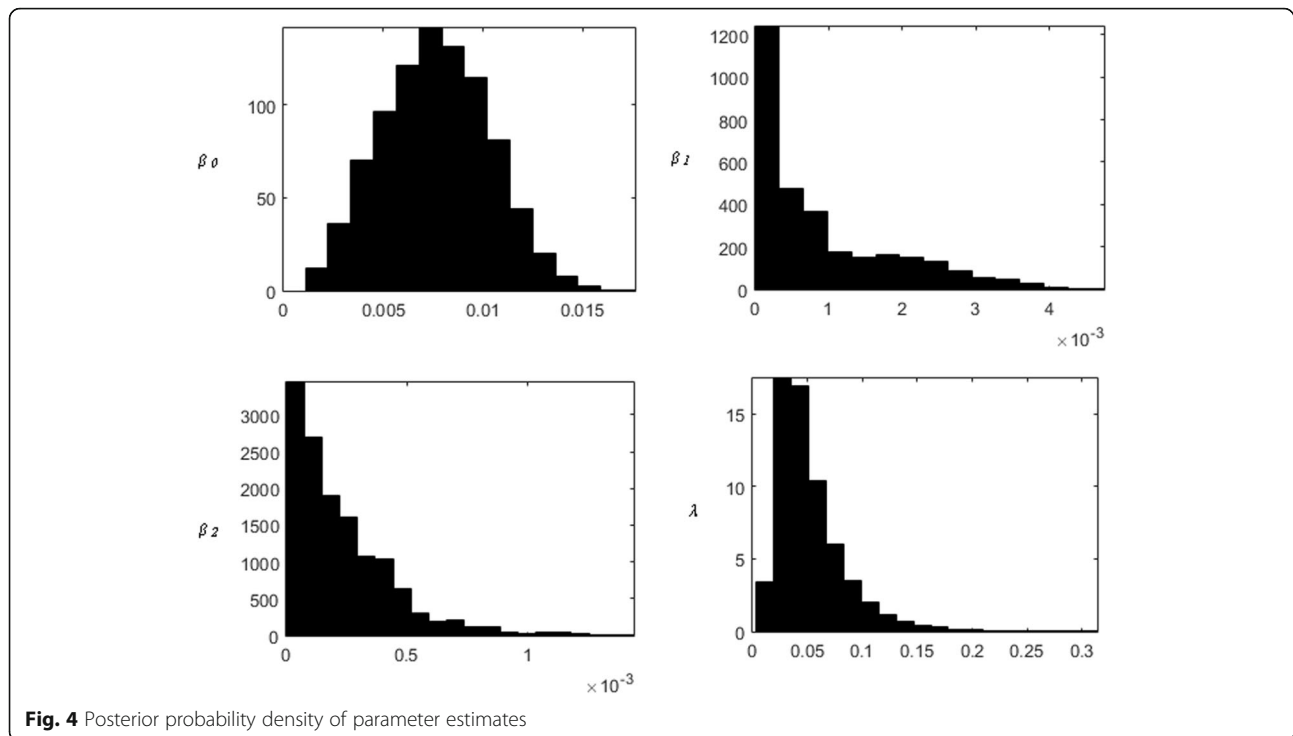 100
50
0
β 0
0 0.005 0.01 0.015
1200
1000
800
600
400
200
0
β 1
0 1 2 3 4
× 10⁻³
3000
2500
2000
1500
1000
500
0
β 2
0 0.5 1
× 10⁻³
15
10
5
0
λ
0 0.05 0.1 0.15 0.2 0.25 0.3
Fig. 4 Posterior probability density of parameter estimates